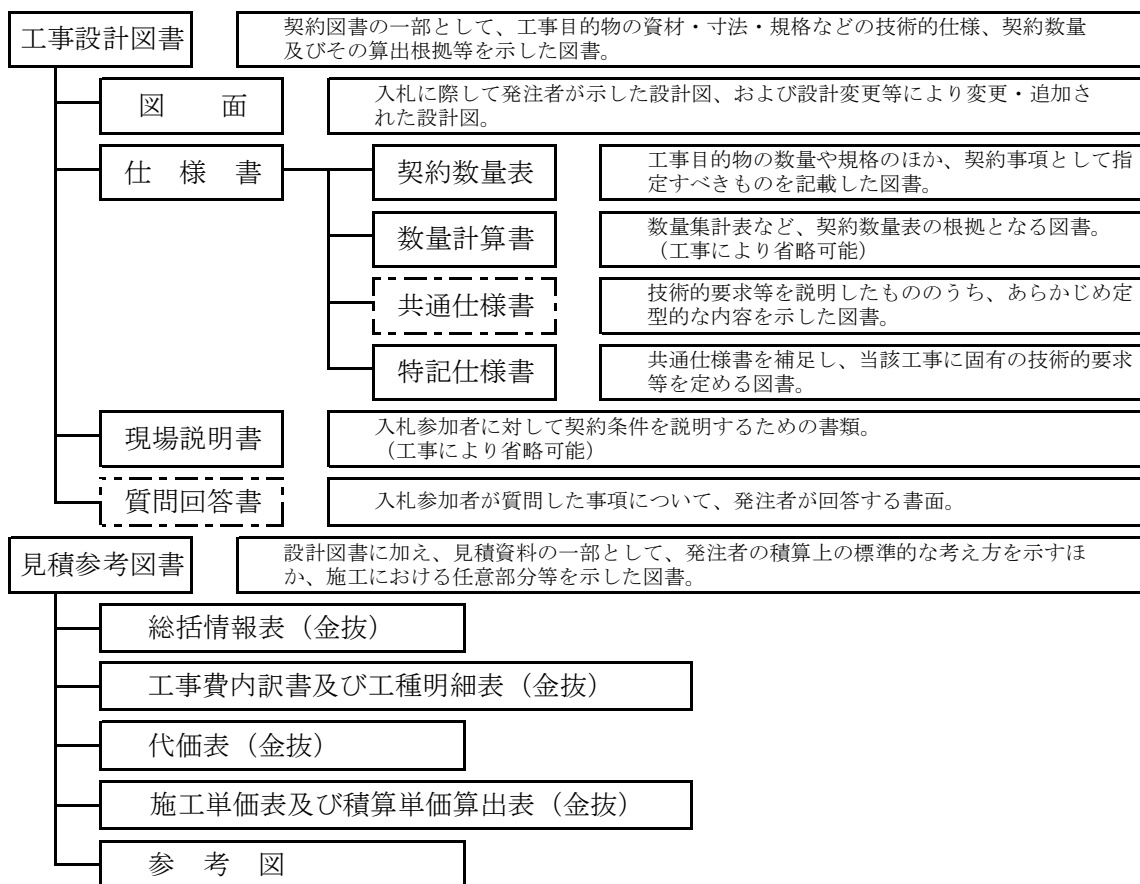 工事設計図書
契約図書の一部として、工事目的物の資材・寸法・規格などの技術的仕様、契約数量
及びその算出根拠等を示した図書。
図　面
入札に際して発注者が示した設計図、および設計変更等により変更・追加さ
れた設計図。
仕 様 書
契約数量表
工事目的物の数量や規格のほか、契約事項として指
定すべきものを記載した図書。
数量計算書
数量集計表など、契約数量表の根拠となる図書。
（工事により省略可能）
共通仕様書
技術的要求等を説明したもののうち、あらかじめ定
型的な内容を示した図書。
特記仕様書
共通仕様書を補足し、当該工事に固有の技術的要求
等を定める図書。
現場説明書
入札参加者に対して契約条件を説明するための書類。
（工事により省略可能）
質問回答書
入札参加者が質問した事項について、発注者が回答する書面。
見積参考図書
設計図書に加え、見積資料の一部として、発注者の積算上の標準的な考え方を示すほ
か、施工における任意部分等を示した図書。
総括情報表（金抜）
工事費内訳書及び工種明細表（金抜）
代価表（金抜）
施工単価表及び積算単価算出表（金抜）
参 考 図